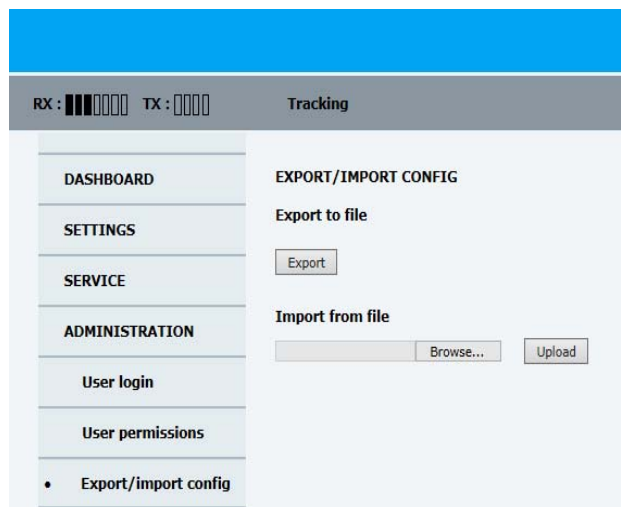 RX : TX : Tracking
DASHBOARD
SETTINGS
SERVICE
ADMINISTRATION
User login
User permissions
• Export/import config
EXPORT/IMPORT CONFIG
Export to file
Export
Import from file
Browse... Upload